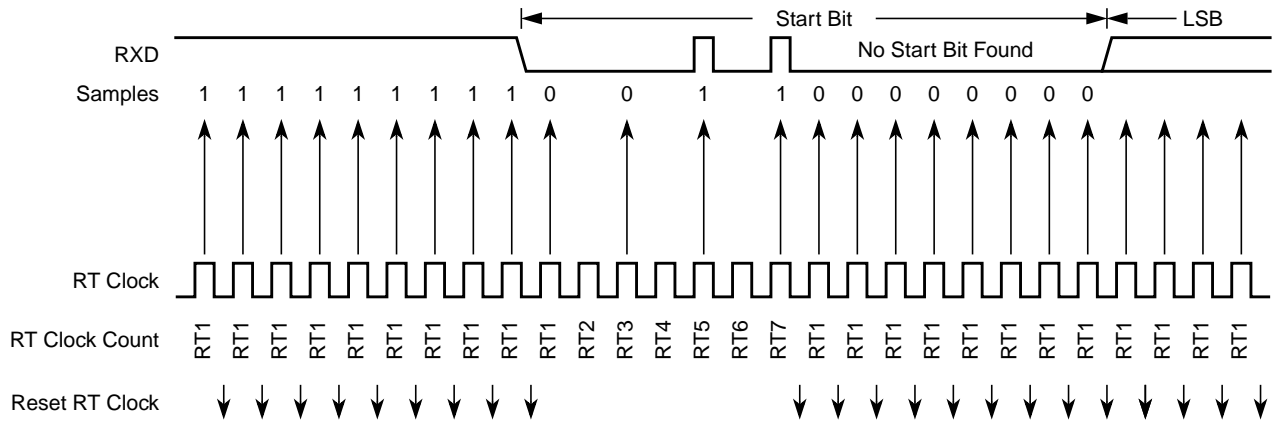 Start Bit LSB
RXD No Start Bit Found
Samples 1 1 1 1 1 1 1 1 1 0 0 1 1 0 0 0 0 0 0 0 0
RT Clock
RT Clock Count RT1 RT1 RT1 RT1 RT1 RT1 RT1 RT1 RT1 RT1 RT2 RT3 RT4 RT5 RT6 RT7 RT1 RT1 RT1 RT1 RT1 RT1 RT1 RT1 RT1 RT1 RT1 RT1
Reset RT Clock